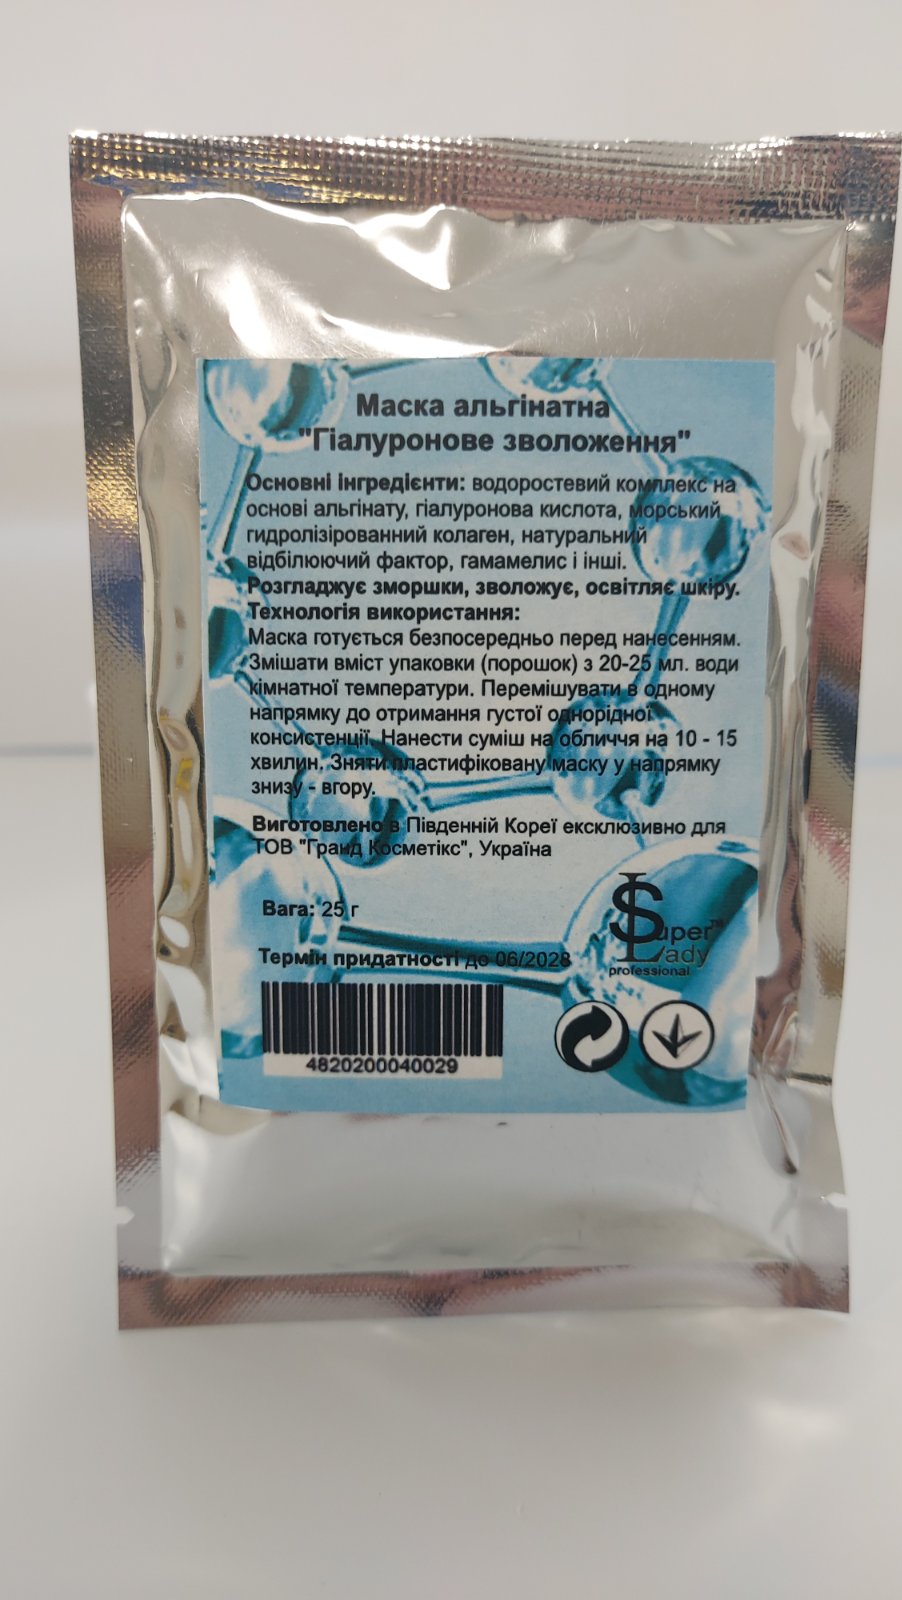 Маска альгінатна
"Гіалуронове зволоження"
Основні інгредієнти: водоростевий комплекс на
основі альгінату, гіалуронова кислота, морський
гидролізірованний колаген, натуральний
відбілюючий фактор, гамамелис і інші.
Розгладжує зморшки, зволожує, освітляє шкіру.
Технологія використання:
Маска готується безпосередньо перед нанесенням.
Змішати вміст упаковки (порошок) з 20-25 мл. води
кімнатної температури. Перемішувати в одному
напрямку до отримання густої однорідної
консистенції. Нанести суміш на обличчя на 10 - 15
хвилин. Зняти пластифіковану маску у напрямку
знизу - вгору.
Виготовлено в Південній Кореї ексклюзивно для
ТОВ "Гранд Косметікс", Україна
Вага: 25 г
Super™
Lady
professional
Термін придатності до 06/2028
4820200040029